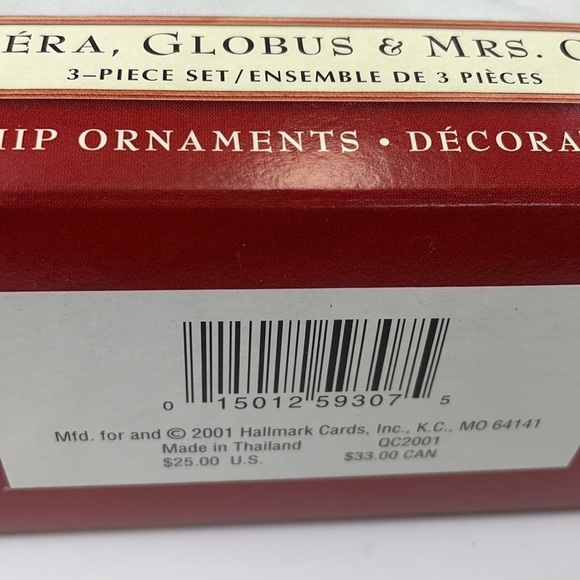 ÉRA, GLOBUS & MRS. C
3–PIECE SET/ENSEMBLE DE 3 PIÈCES
HIP ORNAMENTS • DÉCORA
0 15012 59307 5
Mfd. for and © 2001 Hallmark Cards, Inc., K.C., MO 64141
Made in Thailand QC2001
$25.00 U.S. $33.00 CAN